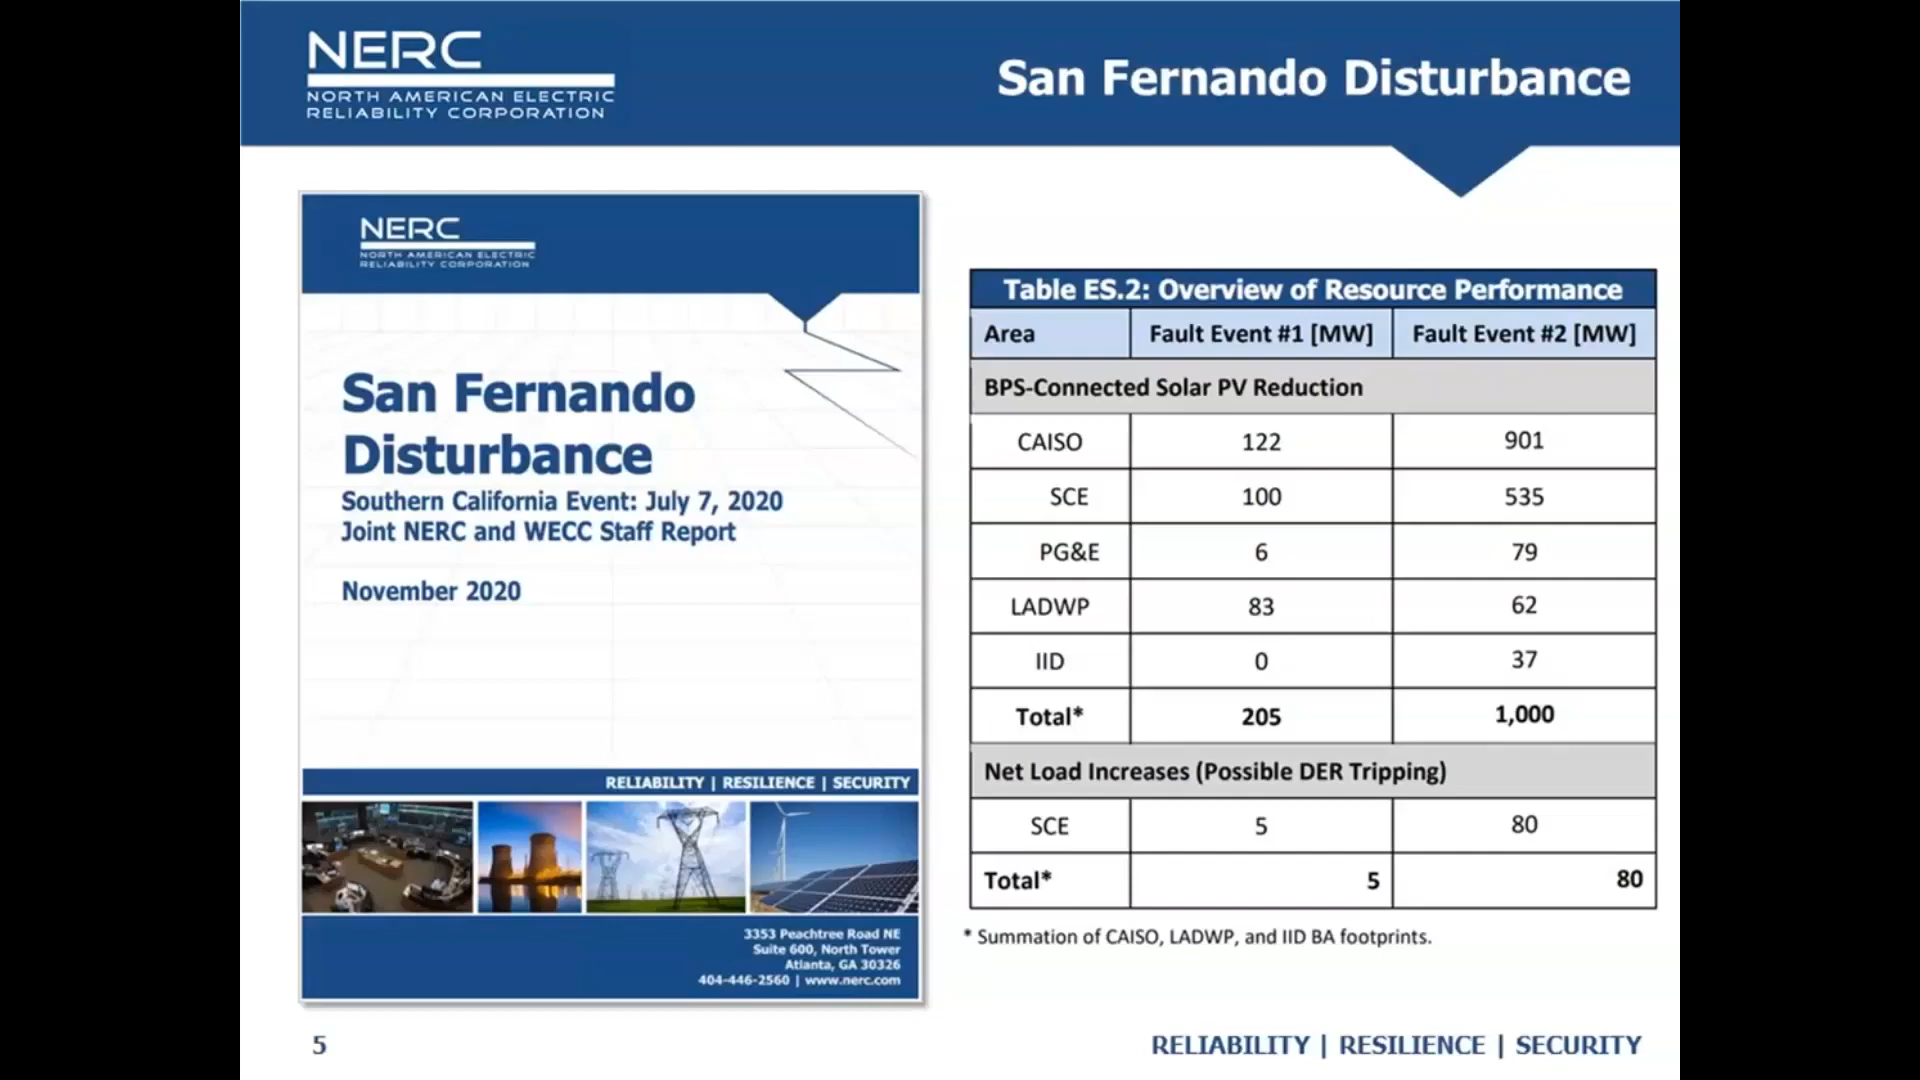 NERC
NORTH AMERICAN ELECTRIC
RELIABILITY CORPORATION
San Fernando Disturbance
NERC
NORTH AMERICAN ELECTRIC
RELIABILITY CORPORATION
San Fernando
Disturbance
Southern California Event: July 7, 2020
Joint NERC and WECC Staff Report
November 2020
RELIABILITY | RESILIENCE | SECURITY
3353 Peachtree Road NE
Suite 600, North Tower
Atlanta, GA 30326
404-446-2560 | www.nerc.com
Table ES.2: Overview of Resource Performance
Area Fault Event #1 [MW] Fault Event #2 [MW]
BPS-Connected Solar PV Reduction
CAISO 122 901
SCE 100 535
PG&E 6 79
LADWP 83 62
IID 0 37
Total* 205 1,000
Net Load Increases (Possible DER Tripping)
SCE 5 80
Total* 5 80
* Summation of CAISO, LADWP, and IID BA footprints.
5
RELIABILITY | RESILIENCE | SECURITY